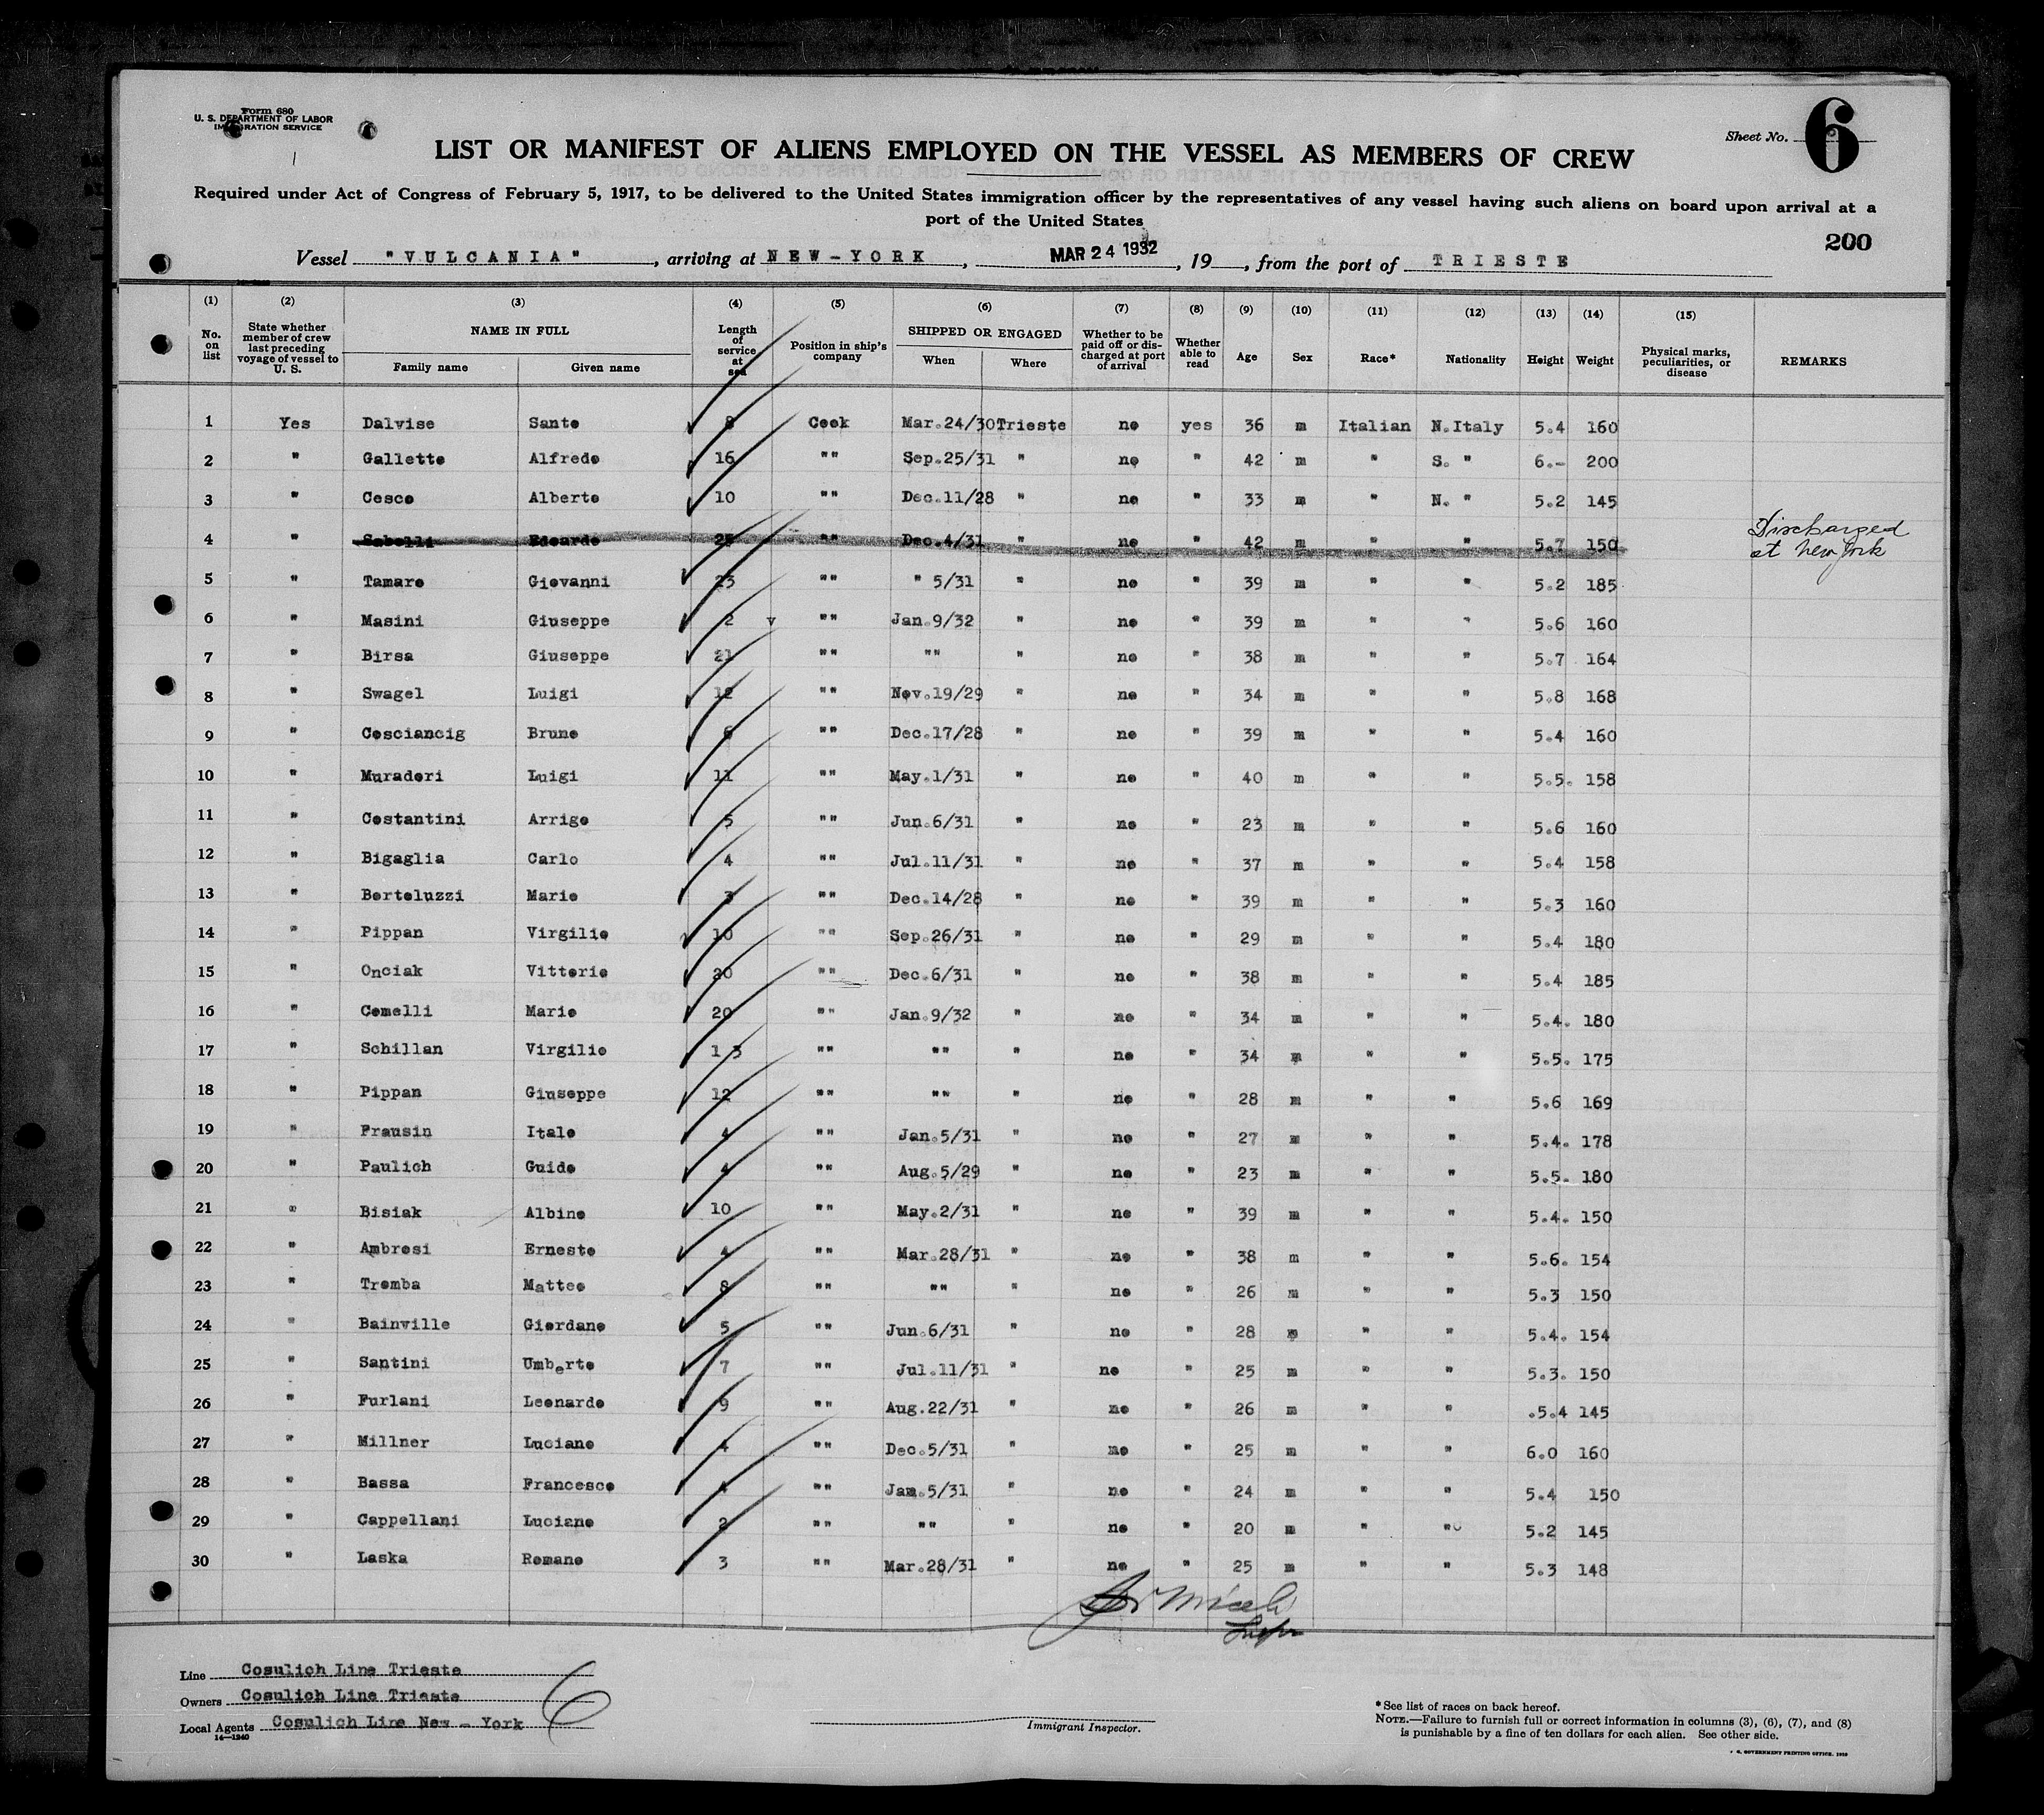 Form 680
U. S. DEPARTMENT OF LABOR
IMMIGRATION SERVICE
Sheet No. 6
LIST OR MANIFEST OF ALIENS EMPLOYED ON THE VESSEL AS MEMBERS OF CREW
Required under Act of Congress of February 5, 1917, to be delivered to the United States immigration officer by the representatives of any vessel having such aliens on board upon arrival at a
port of the United States
200
Vessel "VULCANIA", arriving at NEW-YORK, MAR 24 1932, 19 , from the port of TRIESTE
(1) (2) (3) (4) (5) (6) (7) (8) (9) (10) (11) (12) (13) (14) (15)
No. on list State whether member of crew last preceding voyage of vessel to U. S. NAME IN FULL Family name Given name Length of service at sea Position in ship's company SHIPPED OR ENGAGED When Where Whether to be paid off or discharged at port of arrival Whether able to read Age Sex Race* Nationality Height Weight Physical marks, peculiarities, or disease REMARKS
1 Yes Dalvise Santo 8 Cook Mar.24/30 Trieste no yes 36 m Italian N.Italy 5.4 160
2 " Gallette Alfredo 16 "" Sep.25/31 " no " 42 m " S. " 6.- 200
3 " Cesco Alberto 10 "" Dec.11/28 " no " 33 m " N. " 5.2 145
4 " Sabelli Edoardo 25 "" Dec.4/31 " no " 42 m " " 5.7 150 Discharged at New York
5 " Tamaro Giovanni 23 "" " 5/31 " no " 39 m " " 5.2 185
6 " Masini Giuseppe 2 "" Jan.9/32 " no " 39 m " " 5.6 160
7 " Birsa Giuseppe 21 "" "" " no " 38 m " " 5.7 164
8 " Swagel Luigi 12 "" Nov.19/29 " no " 34 m " " 5.8 168
9 " Cosciancig Bruno 6 "" Dec.17/28 " no " 39 m " " 5.4 160
10 " Muradori Luigi 11 "" May.1/31 " no " 40 m " " 5.5. 158
11 " Costantini Arrigo 5 "" Jun.6/31 " no " 23 m " " 5.6 160
12 " Bigaglia Carlo 4 "" Jul.11/31 " no " 37 m " " 5.4 158
13 " Bertoluzzi Mario 3 "" Dec.14/28 " no " 39 m " " 5.3 160
14 " Pippan Virgilio 10 "" Sep.26/31 " no " 29 m " " 5.4 180
15 " Onciak Vittorio 20 "" Dec.6/31 " no " 38 m " " 5.4 185
16 " Comelli Mario 20 "" Jan.9/32 " no " 34 m " " 5.4. 180
17 " Schillan Virgilio 1 3 "" "" " no " 34 m " " 5.5. 175
18 " Pippan Giuseppe 12 "" "" " no " 28 m " " 5.6 169
19 " Frausin Italo 4 "" Jan.5/31 " no " 27 m " " 5.4. 178
20 " Paulich Guido 4 "" Aug.5/29 " no " 23 m " " 5.5. 180
21 " Bisiak Albino 10 "" May.2/31 " no " 39 m " " 5.4. 150
22 " Ambrosi Ernesto 4 "" Mar.28/31 " no " 38 m " " 5.6. 154
23 " Tromba Matteo 8 "" "" " no " 26 m " " 5.3 150
24 " Bainville Giordano 5 "" Jun.6/31 " no " 28 m " " 5.4. 154
25 " Santini Umberto 7 "" Jul.11/31 " no " 25 m " " 5.3. 150
26 " Furlani Leonardo 9 "" Aug.22/31 " no " 26 m " " .5.4 145
27 " Millner Luciano 4 "" Dec.5/31 " no " 25 m " " 6.0 160
28 " Bassa Francesco 4 "" Jan.5/31 " no " 24 m " " 5.4 150
29 " Cappellani Luciano 2 "" "" " no " 20 m " " 5.2 145
30 " Laska Romano 3 "" Mar.28/31 " no " 25 m " " 5.3 148
Line Cosulich Line Trieste
Owners Cosulich Line Trieste
Local Agents Cosulich Line New - York
6
14—1240
Immigrant Inspector.
*See list of races on back hereof.
NOTE.—Failure to furnish full or correct information in columns (3), (6), (7), and (8)
is punishable by a fine of ten dollars for each alien. See other side.